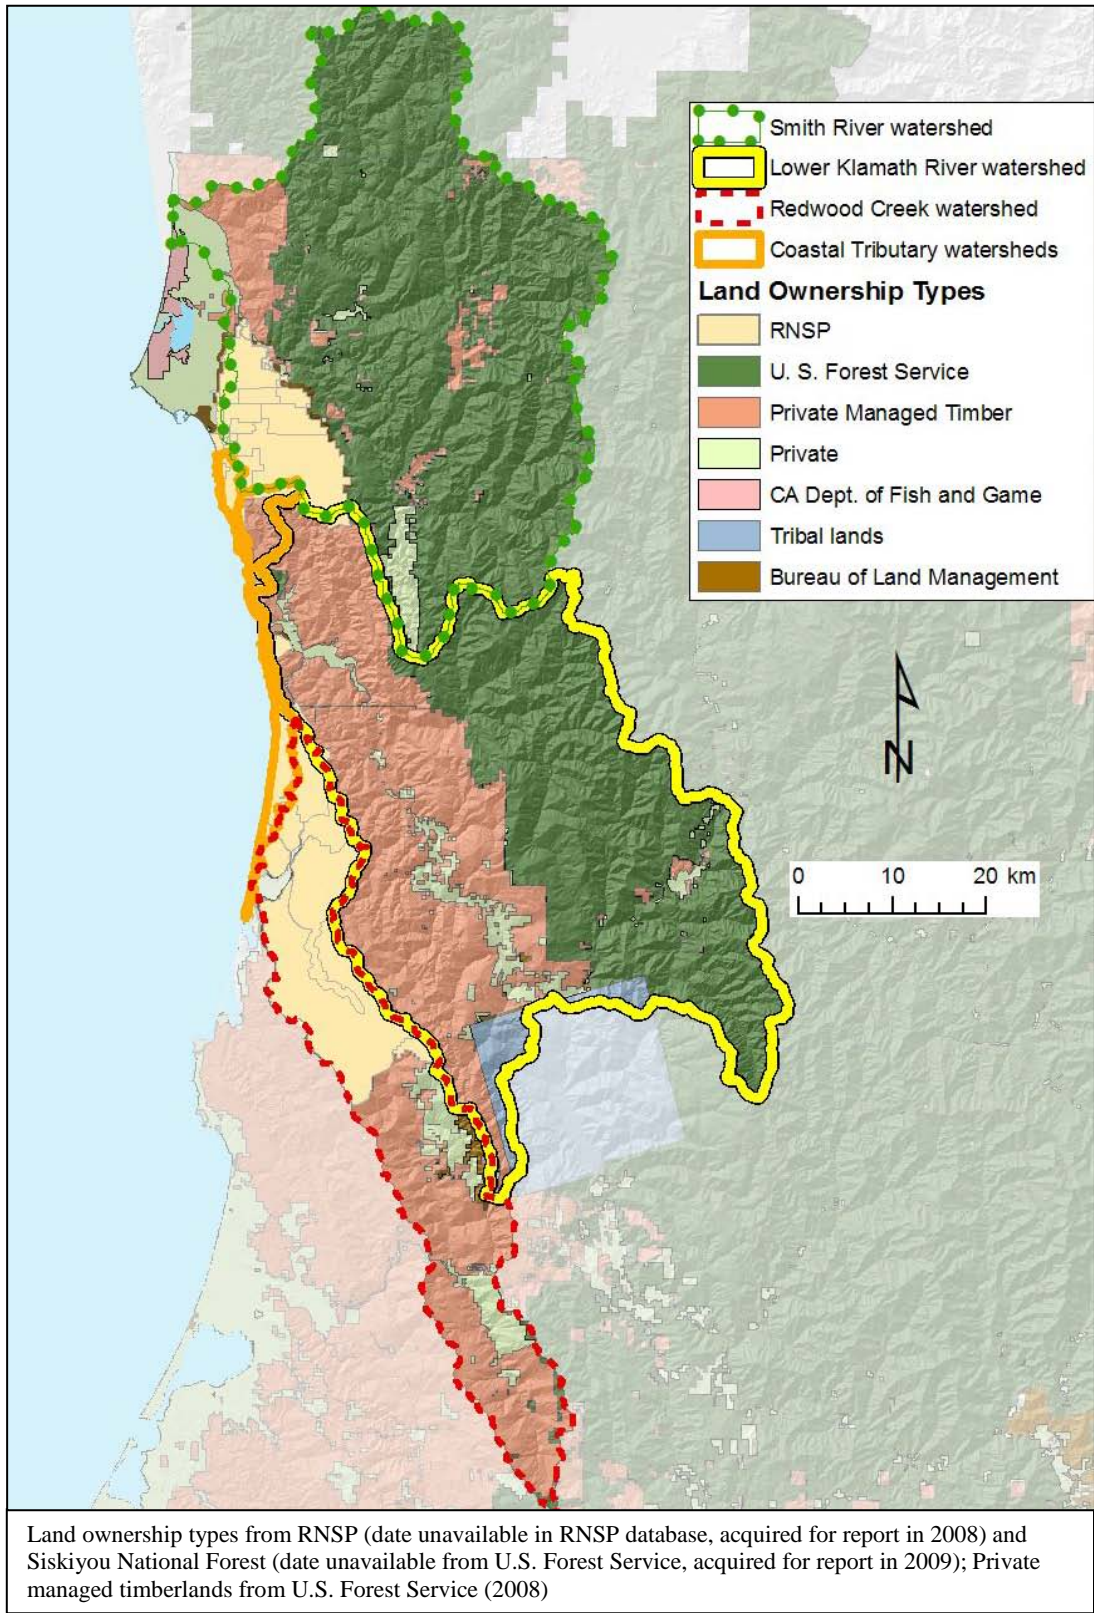 Smith River watershed
Lower Klamath River watershed
Redwood Creek watershed
Coastal Tributary watersheds
Land Ownership Types
RNSP
U. S. Forest Service
Private Managed Timber
Private
CA Dept. of Fish and Game
Tribal lands
Bureau of Land Management
N
0 10 20 km
Land ownership types from RNSP (date unavailable in RNSP database, acquired for report in 2008) and
Siskiyou National Forest (date unavailable from U.S. Forest Service, acquired for report in 2009); Private
managed timberlands from U.S. Forest Service (2008)